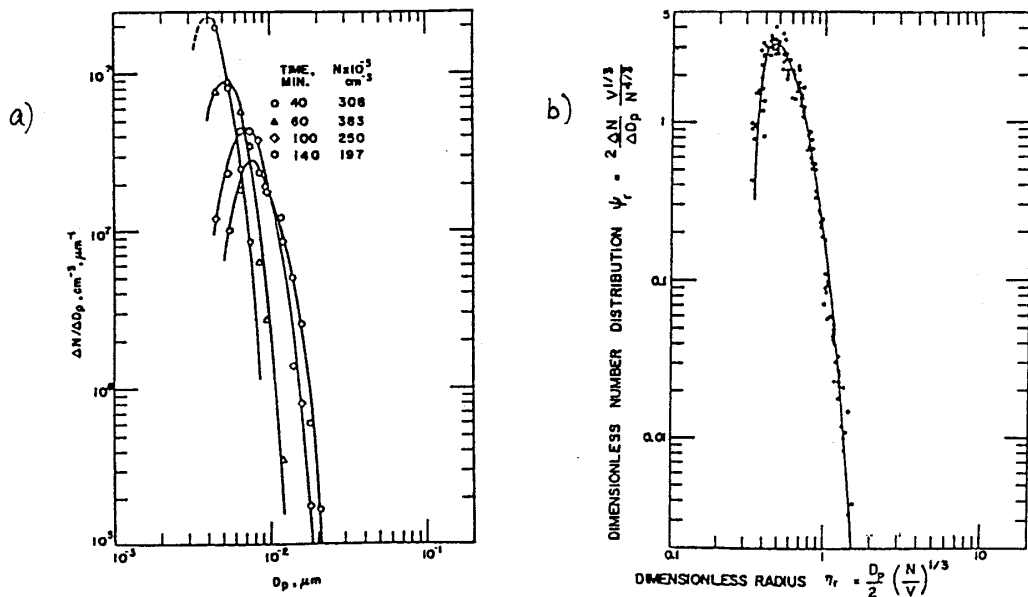 a)
TIME, MIN.
N×10⁻⁵ cm⁻³
○ 40 308
△ 60 383
◇ 100 250
○ 140 197
ΔN/ΔDp, cm⁻³, μm⁻¹
10⁷
10⁶
10⁵
10⁻³
10⁻²
10⁻¹
Dp, μm
b)
DIMENSIONLESS NUMBER DISTRIBUTION ψr = 2 ΔN/ΔDp V^1/3/N^4/3
5
1
0.1
0.01
0.1
1
10
DIMENSIONLESS RADIUS ηr = Dp/2 (N/V)^1/3